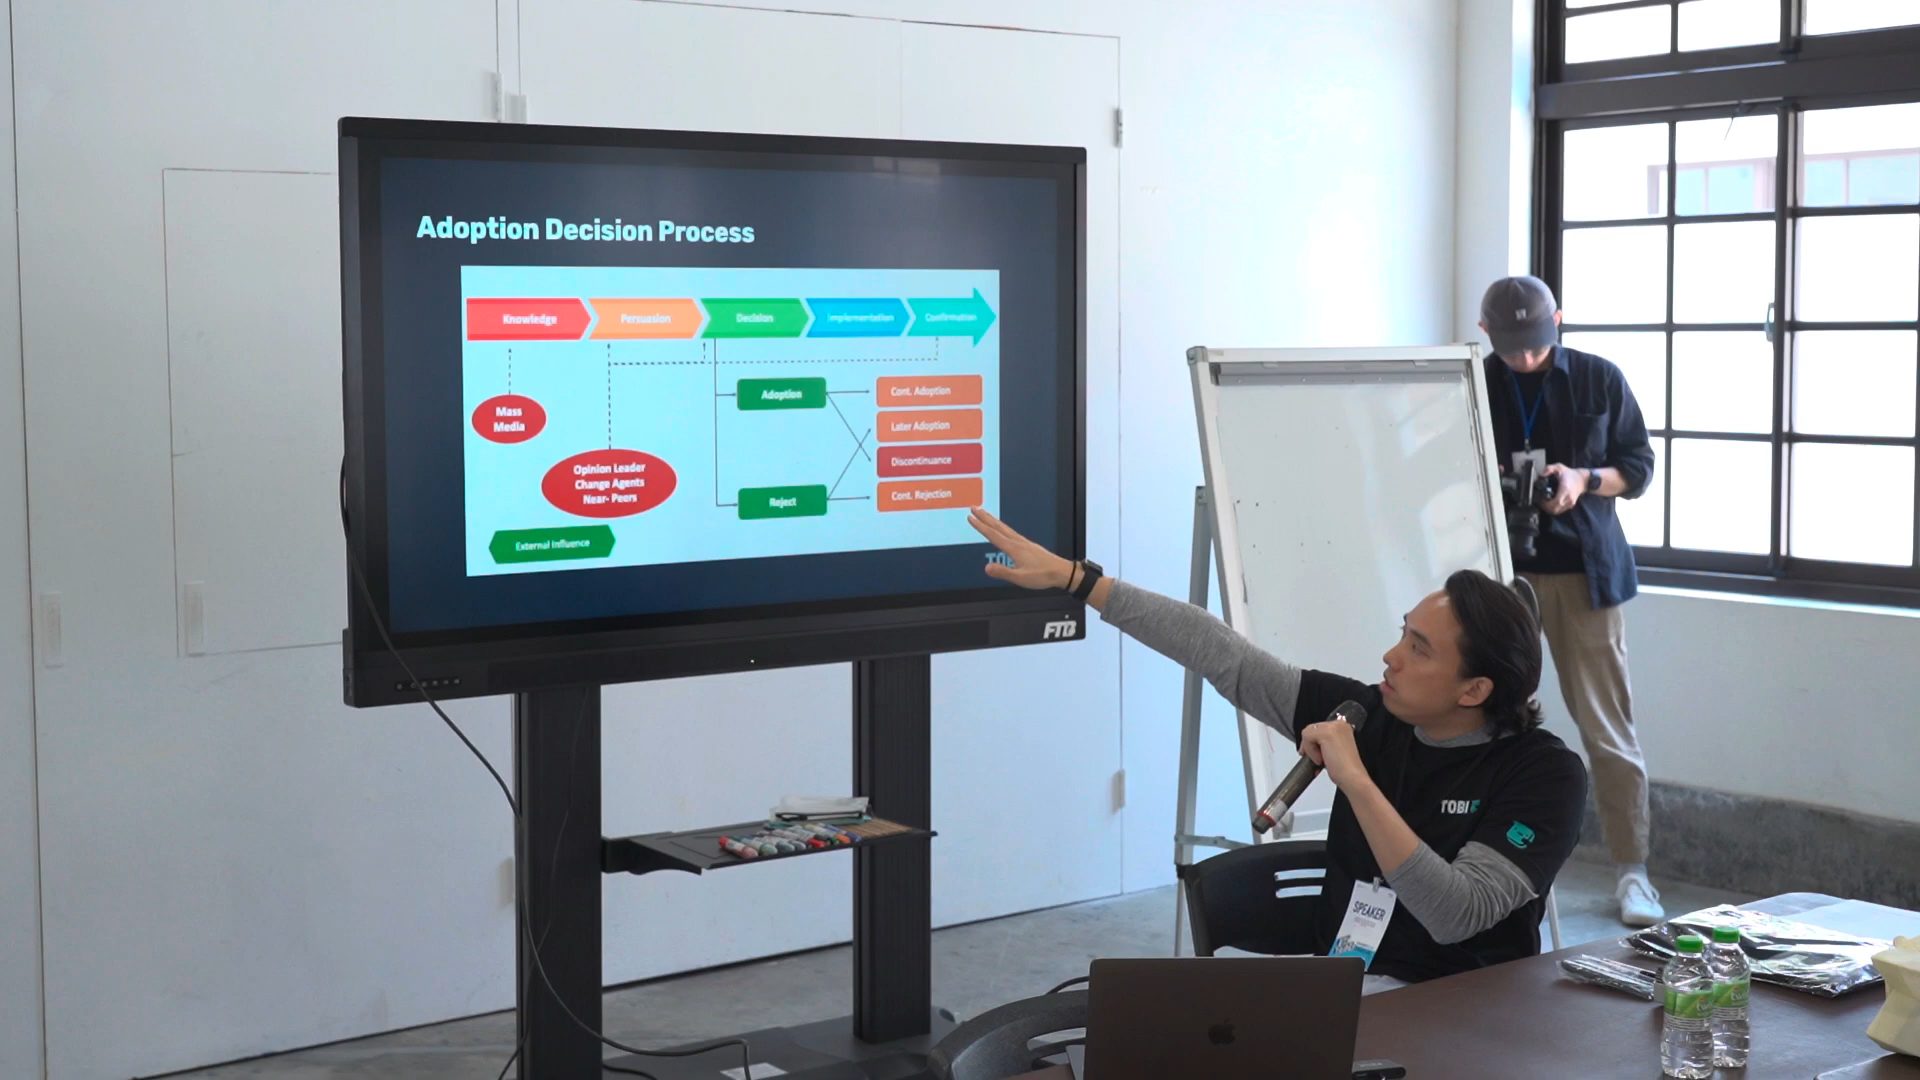 Adoption Decision Process
Knowledge
Persuasion
Decision
Implementation
Confirmation
Mass
Media
Opinion Leader
Change Agents
Near- Peers
External Influence
Adoption
Reject
Cont. Adoption
Later Adoption
Discontinuance
Cont. Rejection
FTB
TOBI
SPEAKER